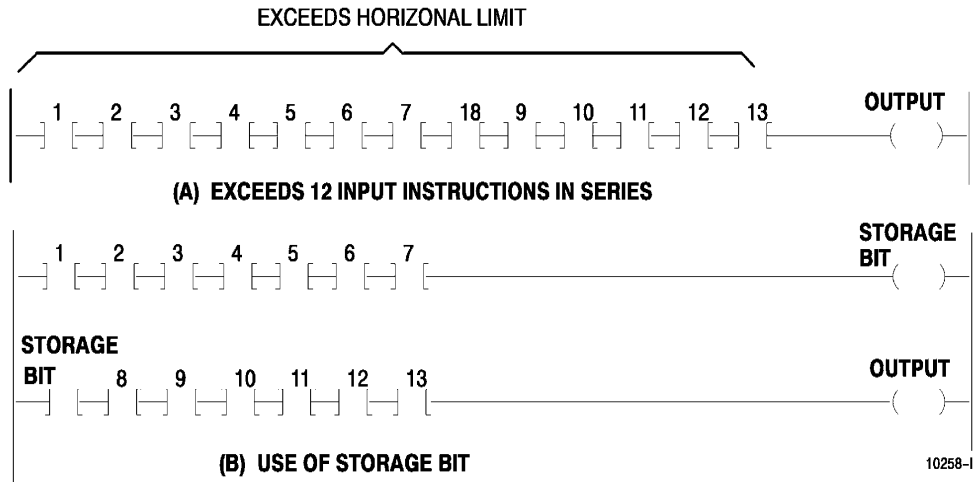 EXCEEDS HORIZONAL LIMIT
1 2 3 4 5 6 7 18 9 10 11 12 13 OUTPUT
(A) EXCEEDS 12 INPUT INSTRUCTIONS IN SERIES
1 2 3 4 5 6 7 STORAGE
BIT
STORAGE
BIT 8 9 10 11 12 13 OUTPUT
(B) USE OF STORAGE BIT
10258-I